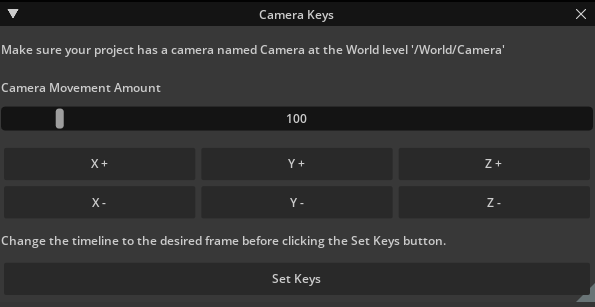 Camera Keys
Make sure your project has a camera named Camera at the World level '/World/Camera'
Camera Movement Amount
100
X + Y + Z +
X - Y - Z -
Change the timeline to the desired frame before clicking the Set Keys button.
Set Keys